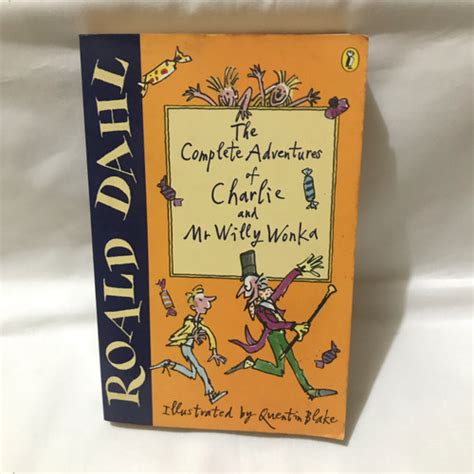 ROALD DAHL
The
Complete Adventures
of
Charlie
and
Mr Willy Wonka
Illustrated by Quentin Blake